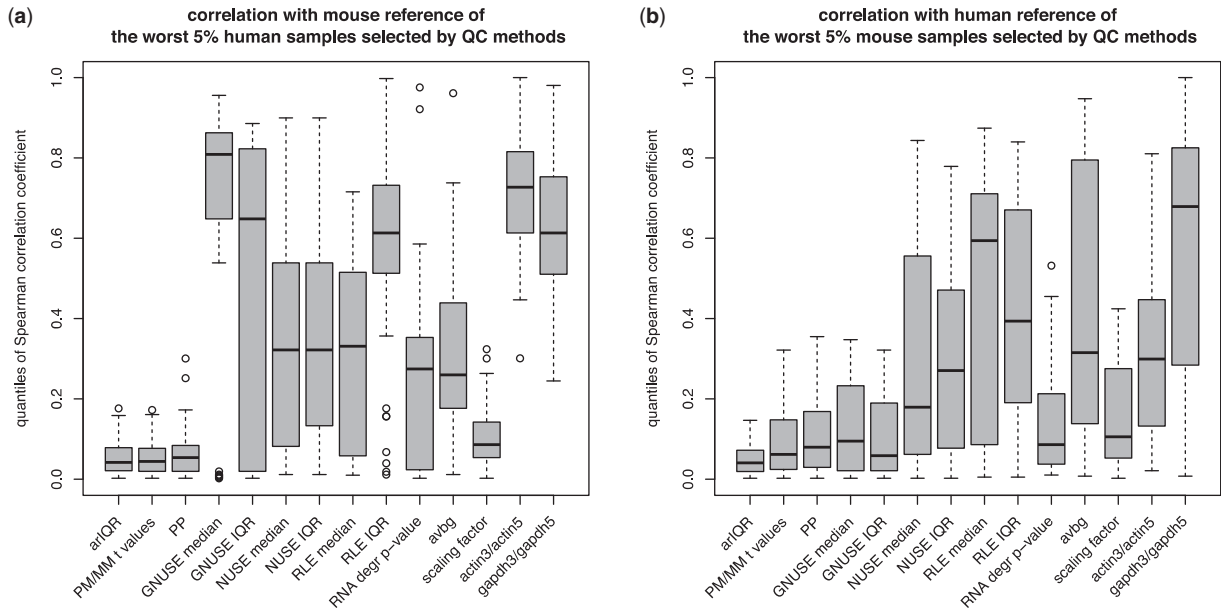 (a)
correlation with mouse reference of
the worst 5% human samples selected by QC methods
quantiles of Spearman correlation coefficient
1.0
0.8
0.6
0.4
0.2
0.0
arIQR
PM/MM t values
PP
GNUSE median
GNUSE IQR
NUSE median
NUSE IQR
RLE median
RLE IQR
RNA degr p-value
avbg
scaling factor
actin3/actin5
gapdh3/gapdh5
(b)
correlation with human reference of
the worst 5% mouse samples selected by QC methods
quantiles of Spearman correlation coefficient
1.0
0.8
0.6
0.4
0.2
0.0
arIQR
PM/MM t values
PP
GNUSE median
GNUSE IQR
NUSE median
NUSE IQR
RLE median
RLE IQR
RNA degr p-value
avbg
scaling factor
actin3/actin5
gapdh3/gapdh5